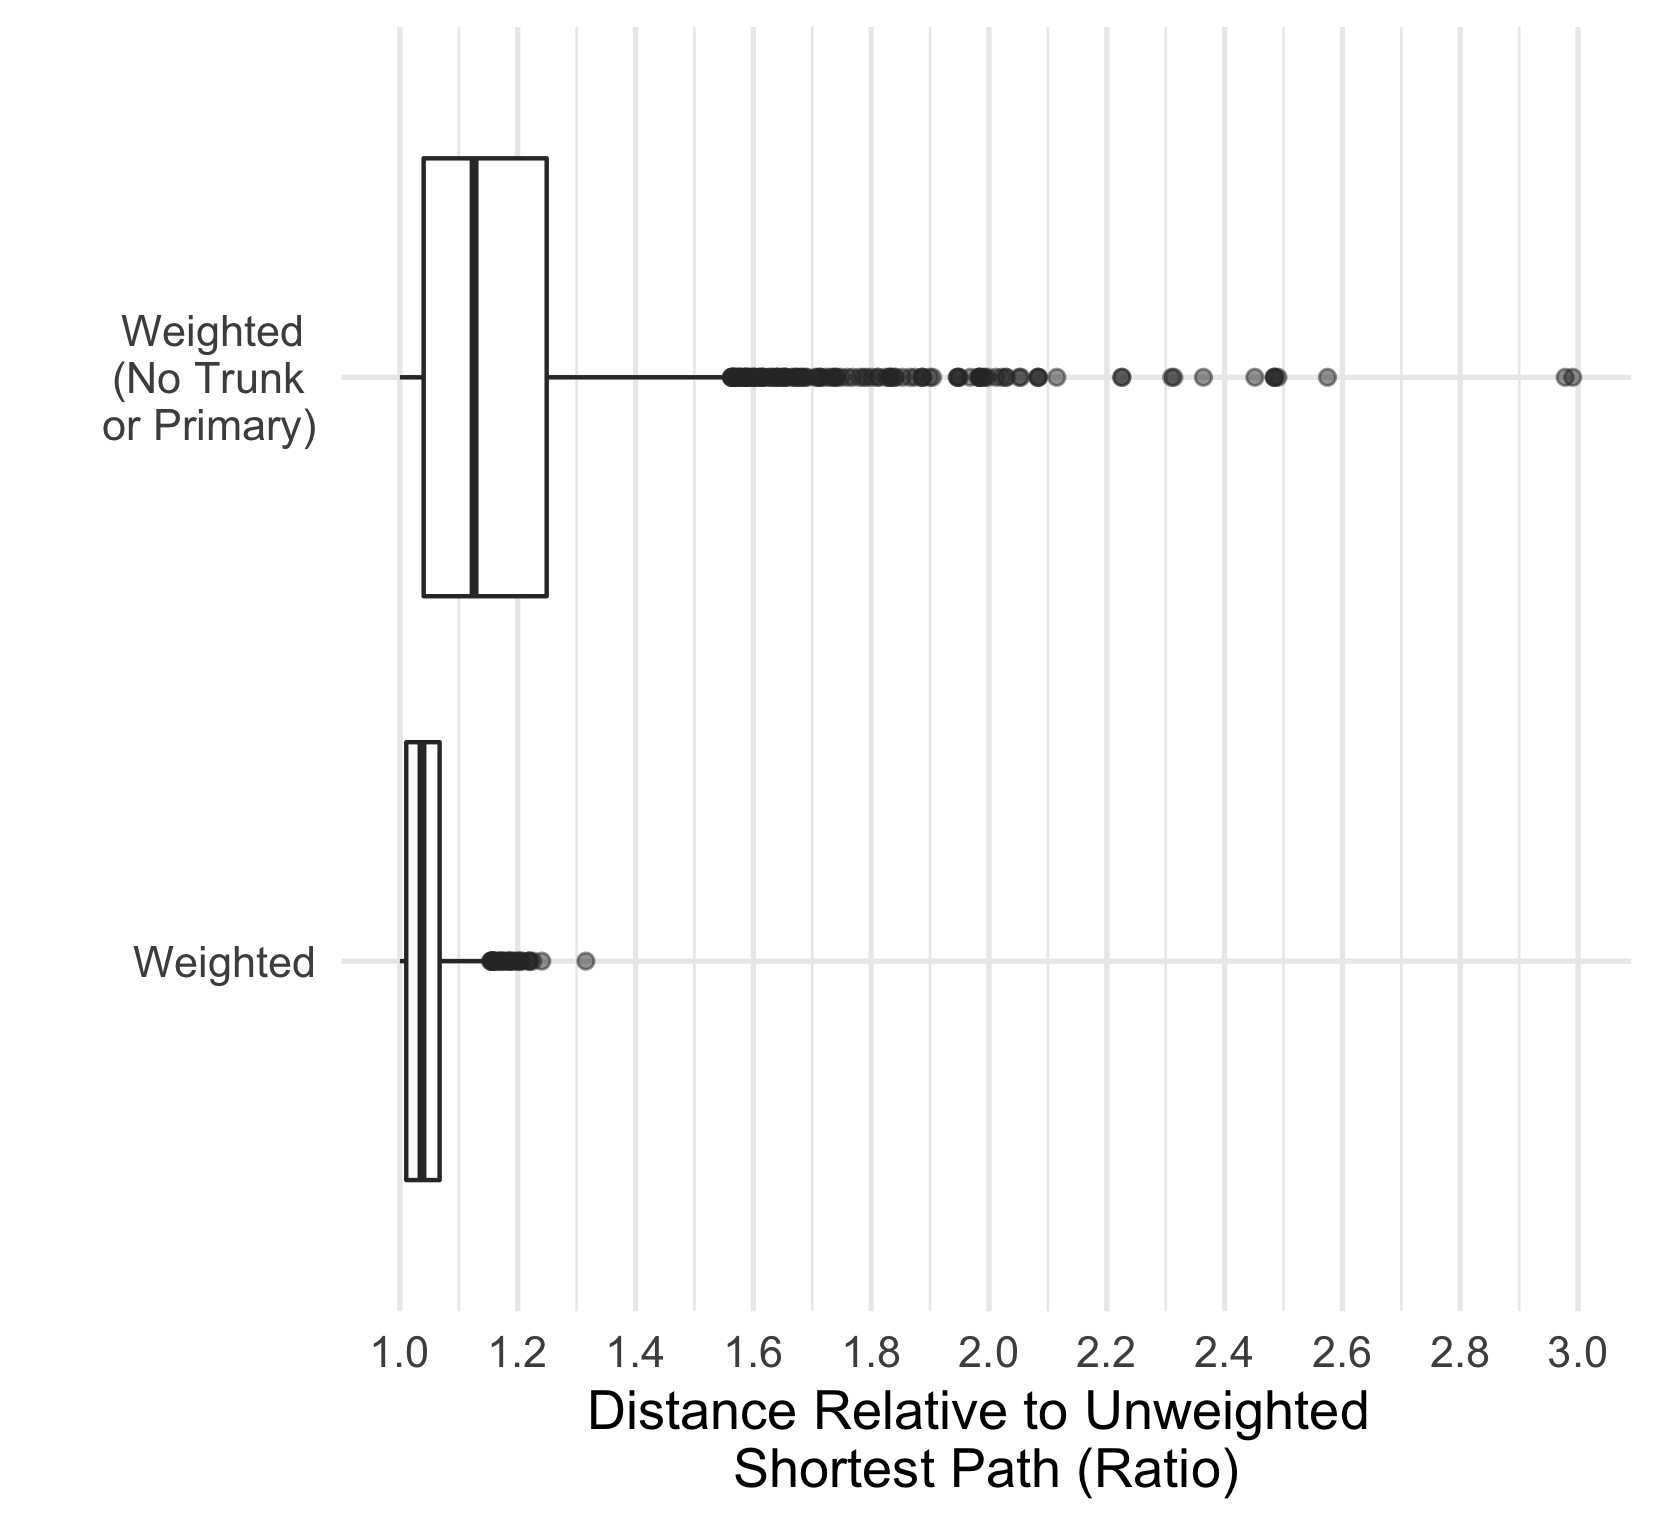 Weighted
(No Trunk
or Primary)
Weighted
1.0 1.2 1.4 1.6 1.8 2.0 2.2 2.4 2.6 2.8 3.0
Distance Relative to Unweighted
Shortest Path (Ratio)